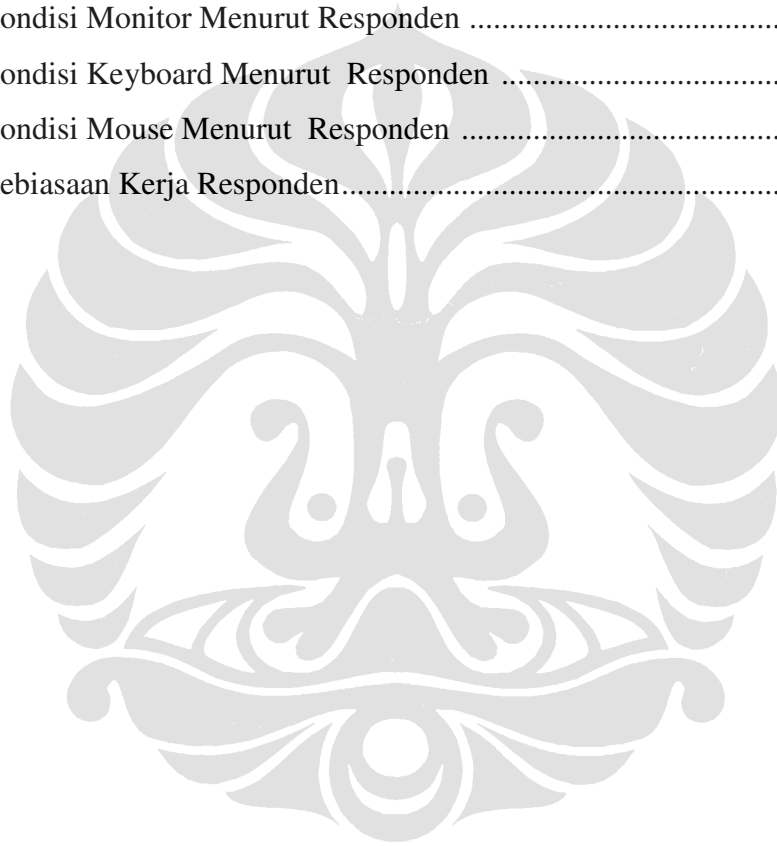 ondisi Monitor Menurut Responden ........................................
ondisi Keyboard Menurut Responden ....................................
ondisi Mouse Menurut Responden .........................................
ebiasaan Kerja Responden........................................................